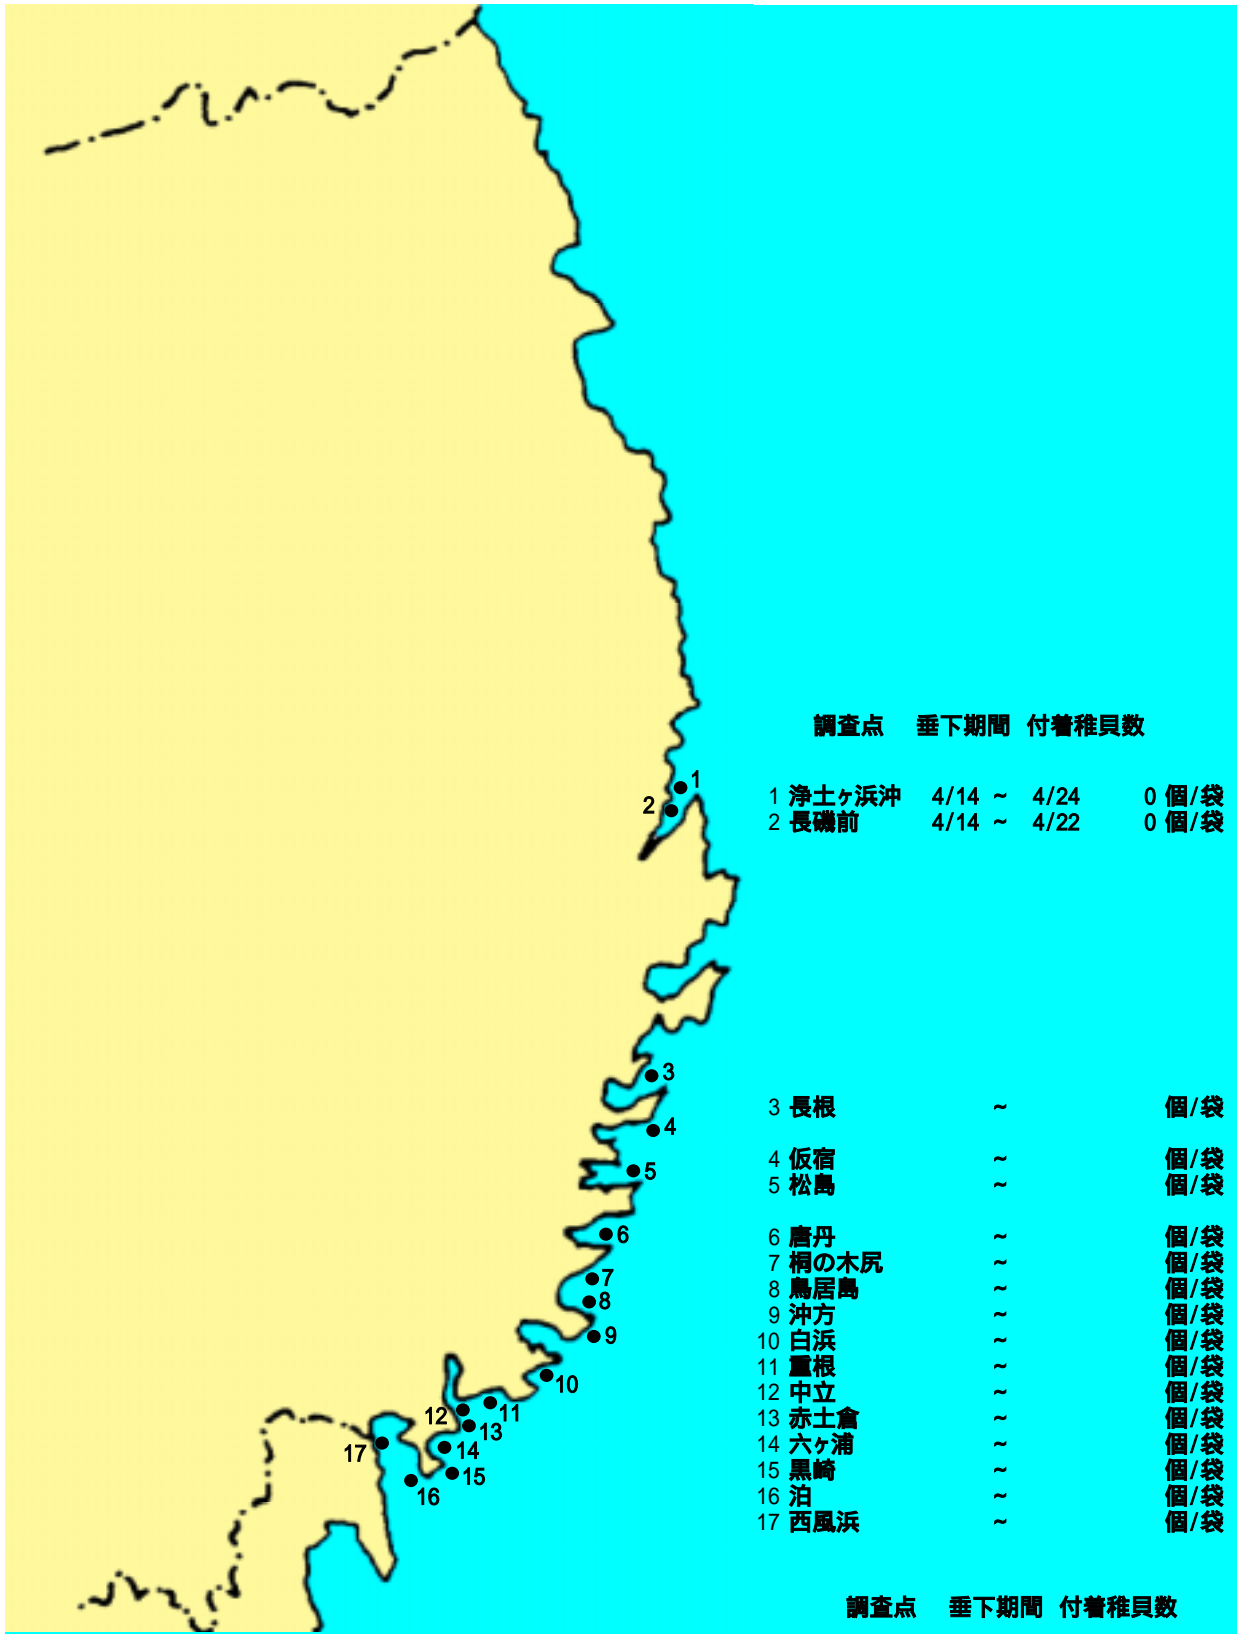 調査点 垂下期間 付着稚貝数
1
2
1 浄土ヶ浜沖 4/14 ~ 4/24 0 個/袋
2 長磯前 4/14 ~ 4/22 0 個/袋
3
3 長根 ~ 個/袋
4
4 仮宿 ~ 個/袋
5
5 松島 ~ 個/袋
6
6 唐丹 ~ 個/袋
7 桐の木尻 ~ 個/袋
7
8 鳥居島 ~ 個/袋
8
9 沖方 ~ 個/袋
9
10 白浜 ~ 個/袋
11 重根 ~ 個/袋
10
12 中立 ~ 個/袋
11
12
13 赤土倉 ~ 個/袋
13
14 六ヶ浦 ~ 個/袋
14
17
15 黒崎 ~ 個/袋
15
16 泊 ~ 個/袋
16
17 西風浜 ~ 個/袋
調査点 垂下期間 付着稚貝数